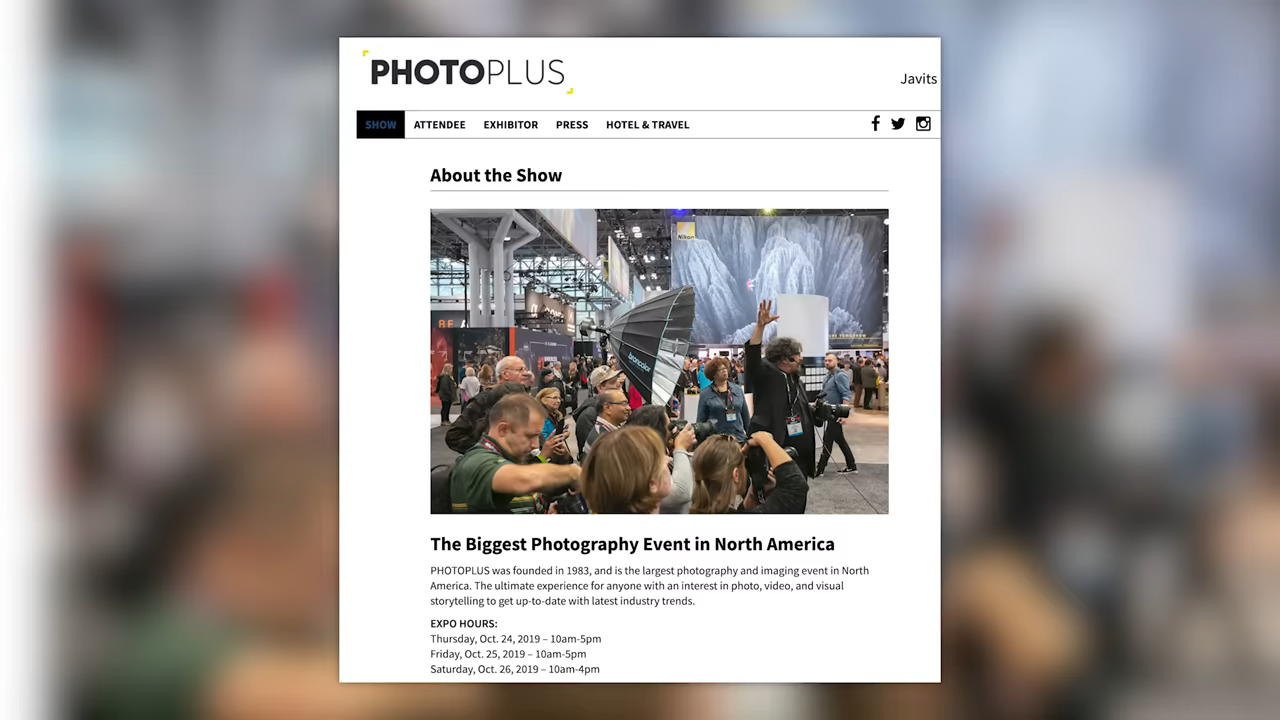 PHOTOPLUS
Javits
SHOW ATTENDEE EXHIBITOR PRESS HOTEL & TRAVEL
About the Show
Nikon
broncolor
The Biggest Photography Event in North America
PHOTOPLUS was founded in 1983, and is the largest photography and imaging event in North
America. The ultimate experience for anyone with an interest in photo, video, and visual
storytelling to get up-to-date with latest industry trends.
EXPO HOURS:
Thursday, Oct. 24, 2019 – 10am-5pm
Friday, Oct. 25, 2019 – 10am-5pm
Saturday, Oct. 26, 2019 – 10am-4pm